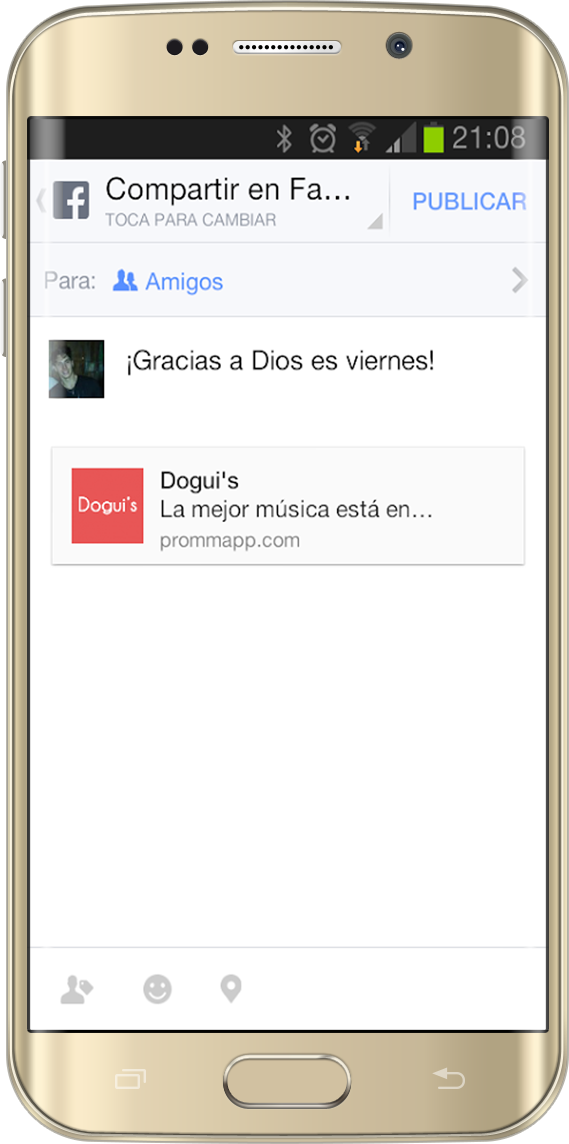 21:08
Compartir en Fa...
TOCA PARA CAMBIAR
PUBLICAR
Para: Amigos
¡Gracias a Dios es viernes!
Dogui's
Dogui's
La mejor música está en...
prommapp.com